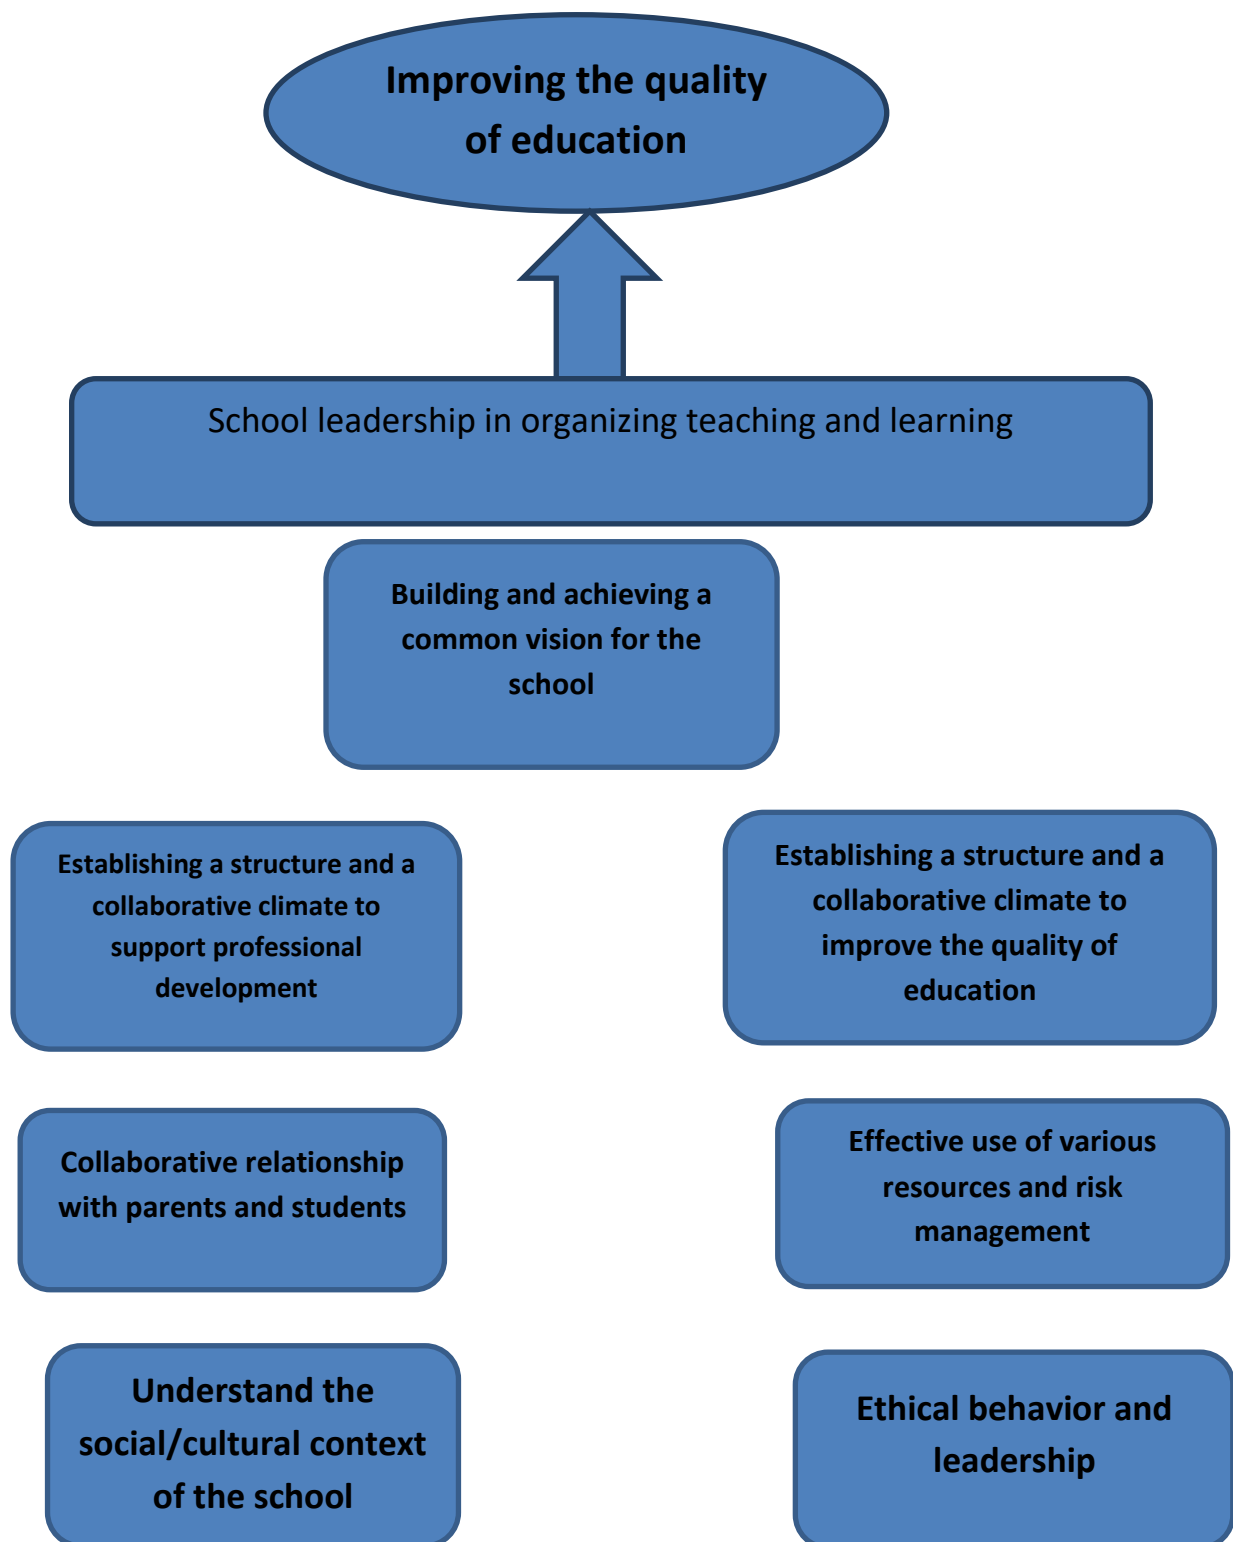 Improving the quality
of education
School leadership in organizing teaching and learning
Building and achieving a
common vision for the
school
Establishing a structure and a
collaborative climate to
support professional
development
Establishing a structure and a
collaborative climate to
improve the quality of
education
Collaborative relationship
with parents and students
Effective use of various
resources and risk
management
Understand the
social/cultural context
of the school
Ethical behavior and
leadership